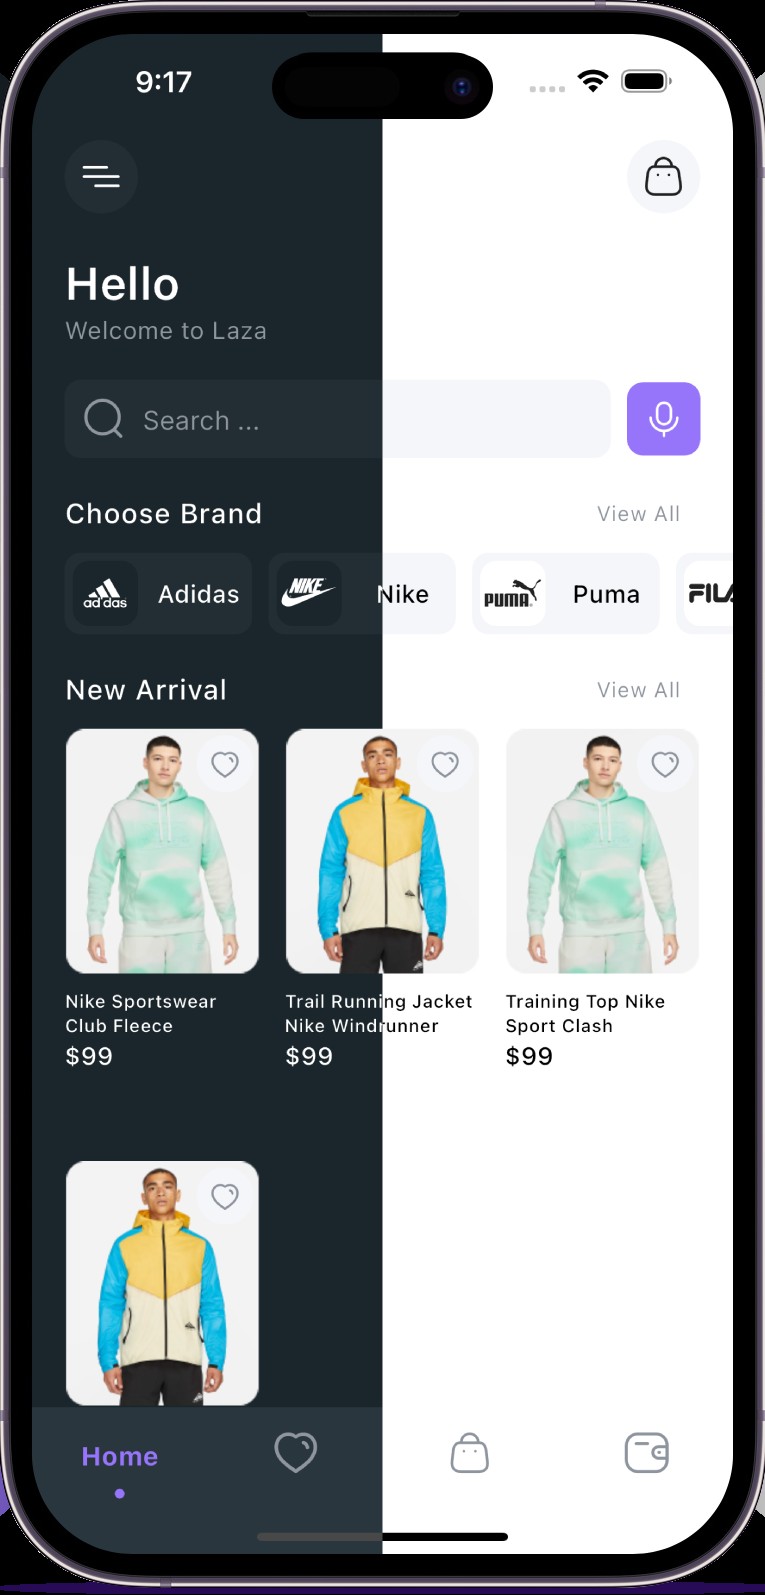 9:17
Hello
Welcome to Laza
Search ...
Choose Brand
View All
adidas
Adidas
NIKE
Nike
PUMA
Puma
FILA
New Arrival
View All
Nike Sportswear
Club Fleece
$99
Trail Running Jacket
Nike Windrunner
$99
Training Top Nike
Sport Clash
$99
Home